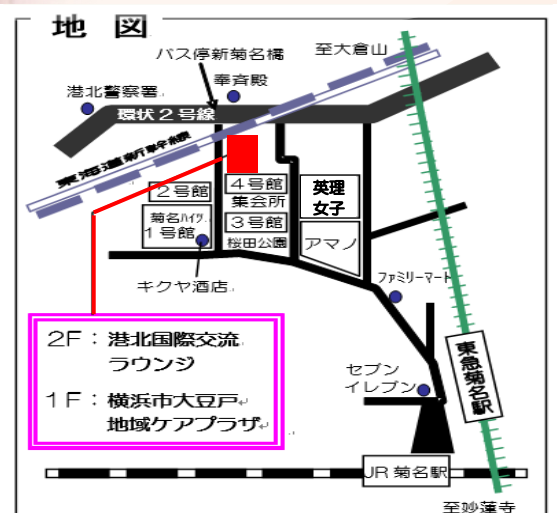 地 図
バス停新菊名橋
至大倉山
奉斉殿
港北警察署
環状２号線
東海道新幹線
２号館
４号館
集会所
英理
女子
菊名ハイツ
１号館
３号館
桜田公園
アマノ
キクヤ酒店
ファミリーマート
２F：港北国際交流
ラウンジ
１F：横浜市大豆戸
地域ケアプラザ
セブン
イレブン
東急菊名駅
JR 菊名駅
至妙蓮寺